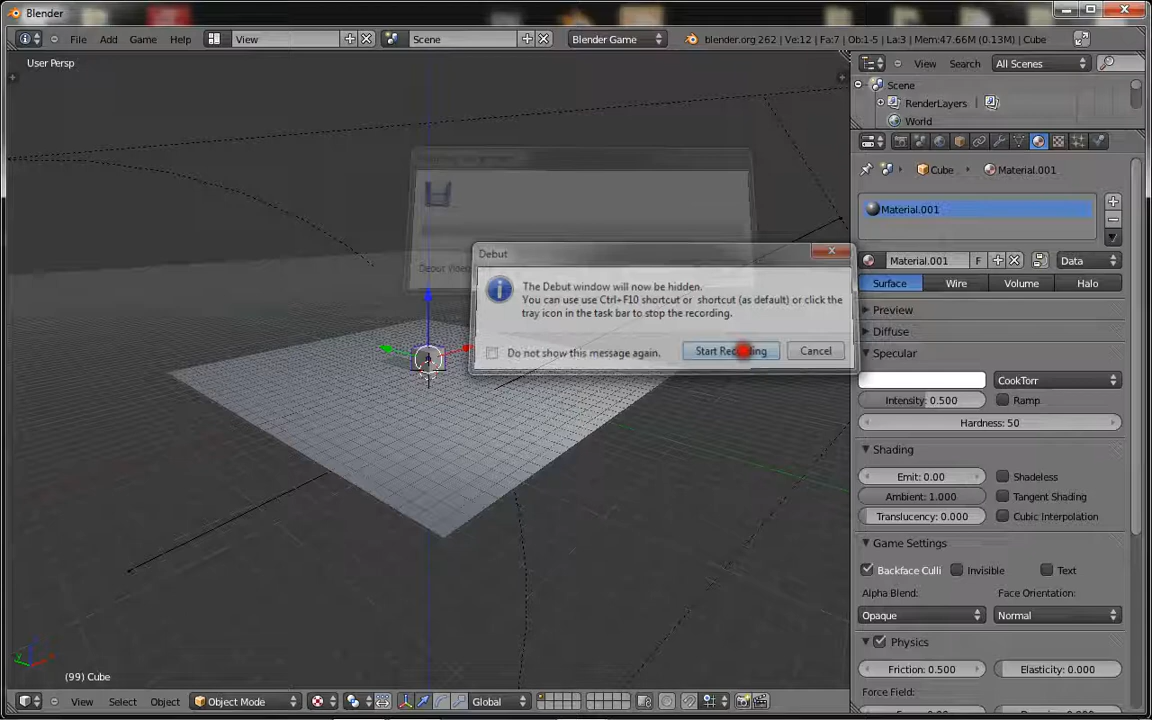 Blender
File Add Game Help View Scene Blender Game blender.org 262 | Ve:12 | Fa:7 | Ob:1-5 | La:3 | Mem:47.66M (0.13M) | Cube
User Persp
View Search All Scenes
Scene
RenderLayers
World
Cube Material.001
Material.001
Material.001 F Data
Surface Wire Volume Halo
Preview
Diffuse
Specular
CookTorr
Intensity: 0.500 Ramp
Hardness: 50
Shading
Emit: 0.00 Shadeless
Ambient: 1.000 Tangent Shading
Translucency: 0.000 Cubic Interpolation
Game Settings
Backface Culli Invisible Text
Alpha Blend: Face Orientation:
Opaque Normal
Physics
Friction: 0.500 Elasticity: 0.000
Force Field:
Debut
The Debut window will now be hidden.
You can use use Ctrl+F10 shortcut or shortcut (as default) or click the
tray icon in the task bar to stop the recording.
Do not show this message again. Start Recording Cancel
Debut Video
(99) Cube
View Select Object Object Mode Global